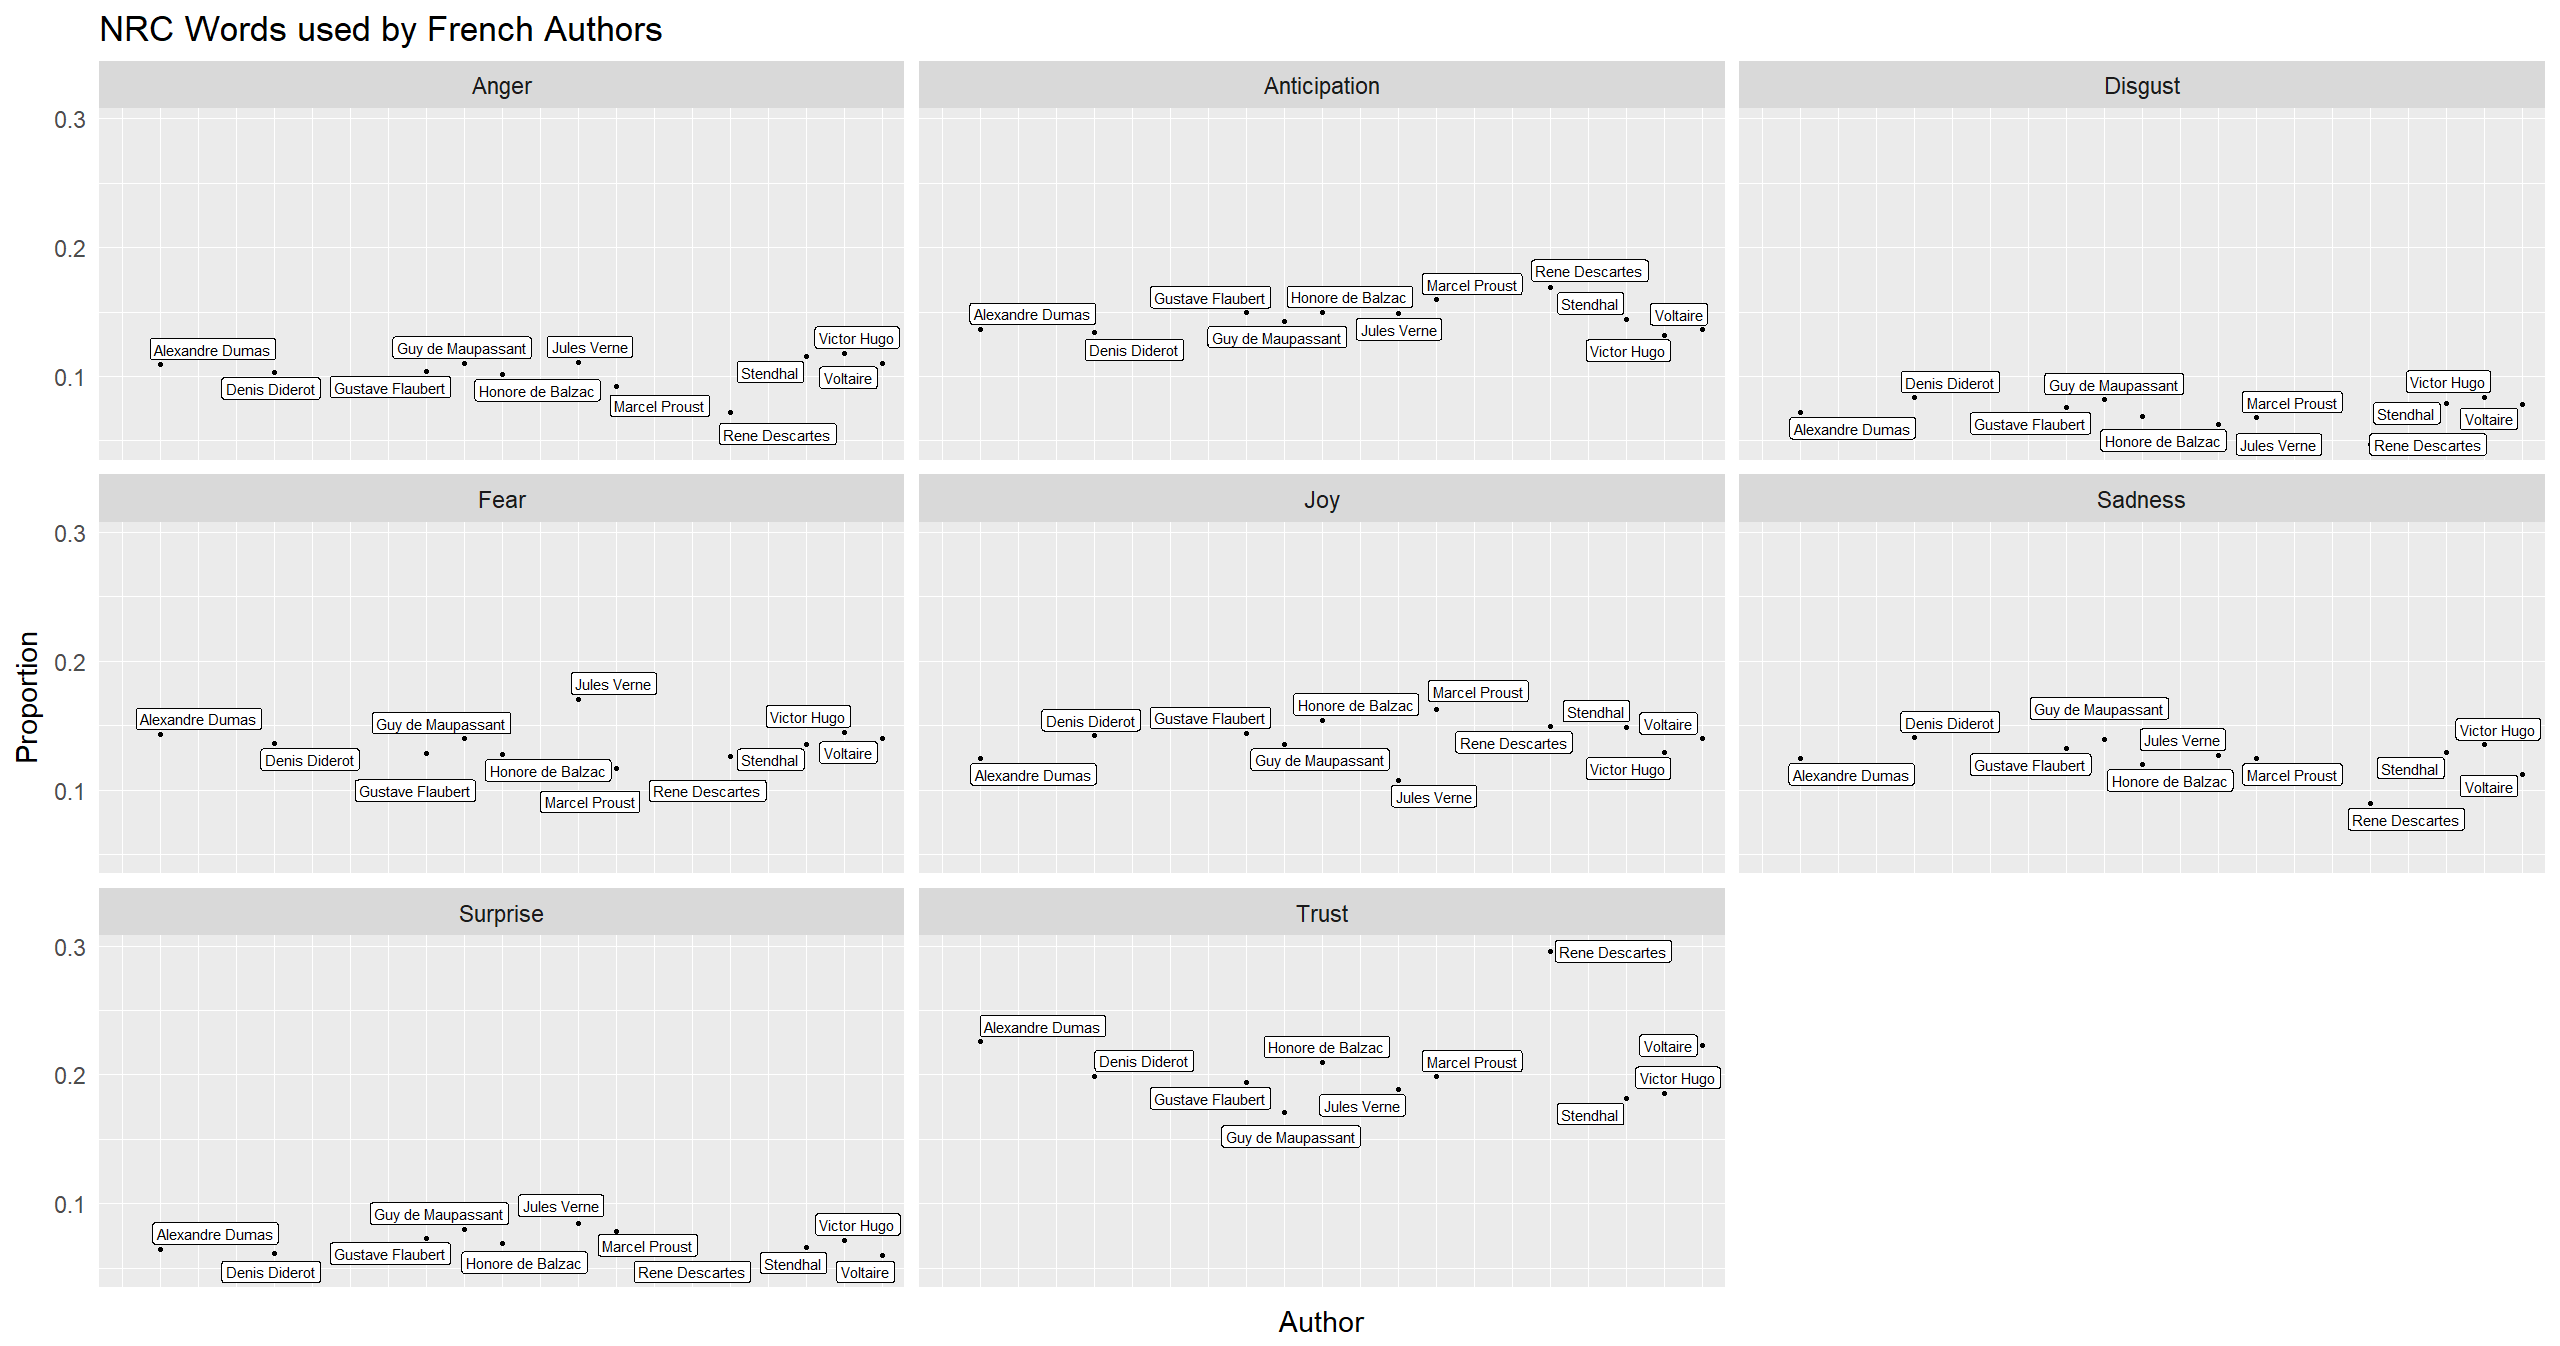 NRC Words used by French Authors
Anger
Anticipation
Disgust
0.3
0.2
0.1
Alexandre Dumas
Denis Diderot
Gustave Flaubert
Guy de Maupassant
Honore de Balzac
Jules Verne
Marcel Proust
Rene Descartes
Stendhal
Victor Hugo
Voltaire
Alexandre Dumas
Denis Diderot
Gustave Flaubert
Guy de Maupassant
Honore de Balzac
Jules Verne
Marcel Proust
Rene Descartes
Stendhal
Victor Hugo
Voltaire
Alexandre Dumas
Denis Diderot
Gustave Flaubert
Guy de Maupassant
Honore de Balzac
Jules Verne
Marcel Proust
Rene Descartes
Stendhal
Victor Hugo
Voltaire
Fear
Joy
Sadness
0.3
0.2
0.1
Alexandre Dumas
Denis Diderot
Gustave Flaubert
Guy de Maupassant
Honore de Balzac
Jules Verne
Marcel Proust
Rene Descartes
Stendhal
Victor Hugo
Voltaire
Alexandre Dumas
Denis Diderot
Gustave Flaubert
Guy de Maupassant
Honore de Balzac
Jules Verne
Marcel Proust
Rene Descartes
Stendhal
Victor Hugo
Voltaire
Alexandre Dumas
Denis Diderot
Gustave Flaubert
Guy de Maupassant
Honore de Balzac
Jules Verne
Marcel Proust
Rene Descartes
Stendhal
Victor Hugo
Voltaire
Surprise
Trust
0.3
0.2
0.1
Alexandre Dumas
Denis Diderot
Gustave Flaubert
Guy de Maupassant
Honore de Balzac
Jules Verne
Marcel Proust
Rene Descartes
Stendhal
Victor Hugo
Voltaire
Alexandre Dumas
Denis Diderot
Gustave Flaubert
Guy de Maupassant
Honore de Balzac
Jules Verne
Marcel Proust
Rene Descartes
Stendhal
Victor Hugo
Voltaire
Proportion
Author